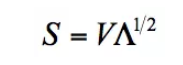 S = VΛ^{1/2}